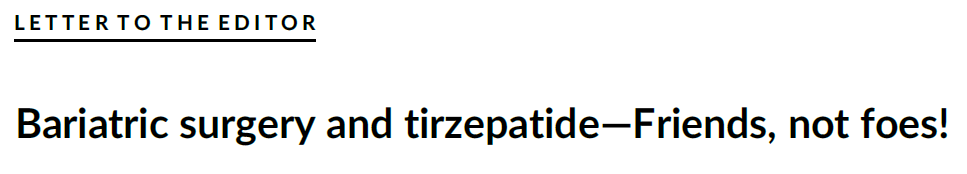 LETTER TO THE EDITOR
Bariatric surgery and tirzepatide—Friends, not foes!